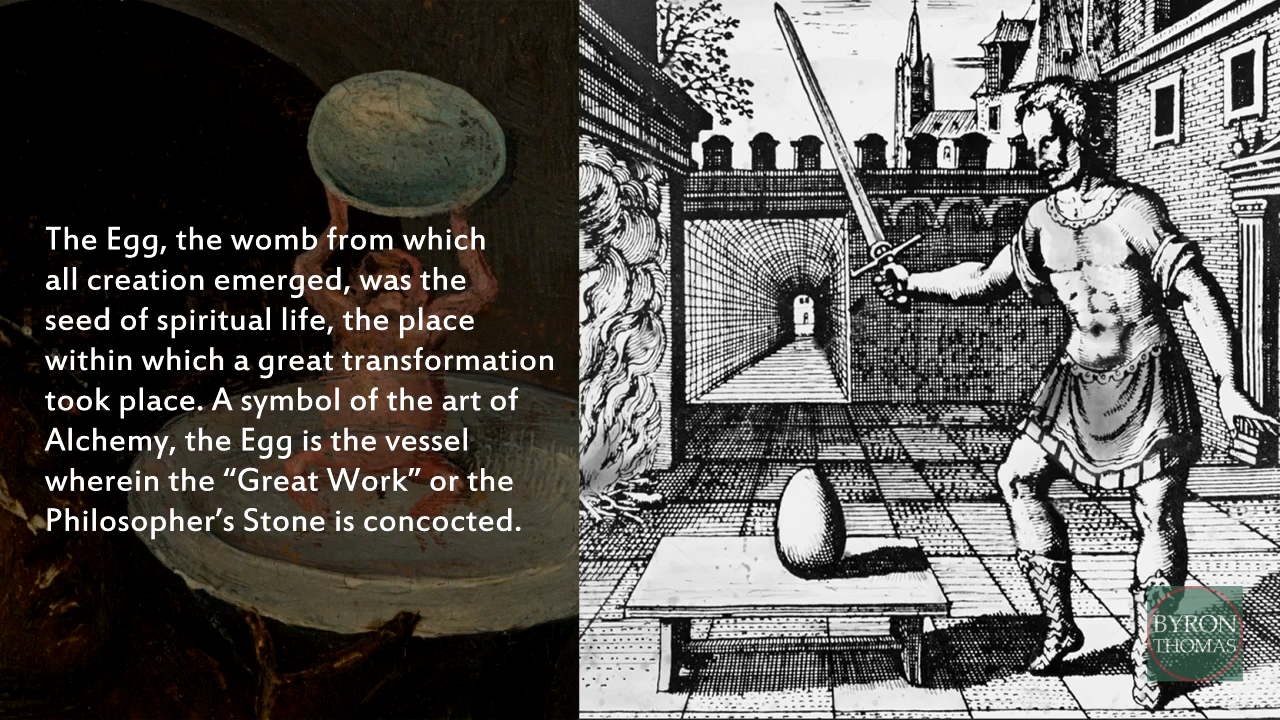 The Egg, the womb from which
all creation emerged, was the
seed of spiritual life, the place
within which a great transformation
took place. A symbol of the art of
Alchemy, the Egg is the vessel
wherein the “Great Work” or the
Philosopher’s Stone is concocted.
BYRON
THOMAS